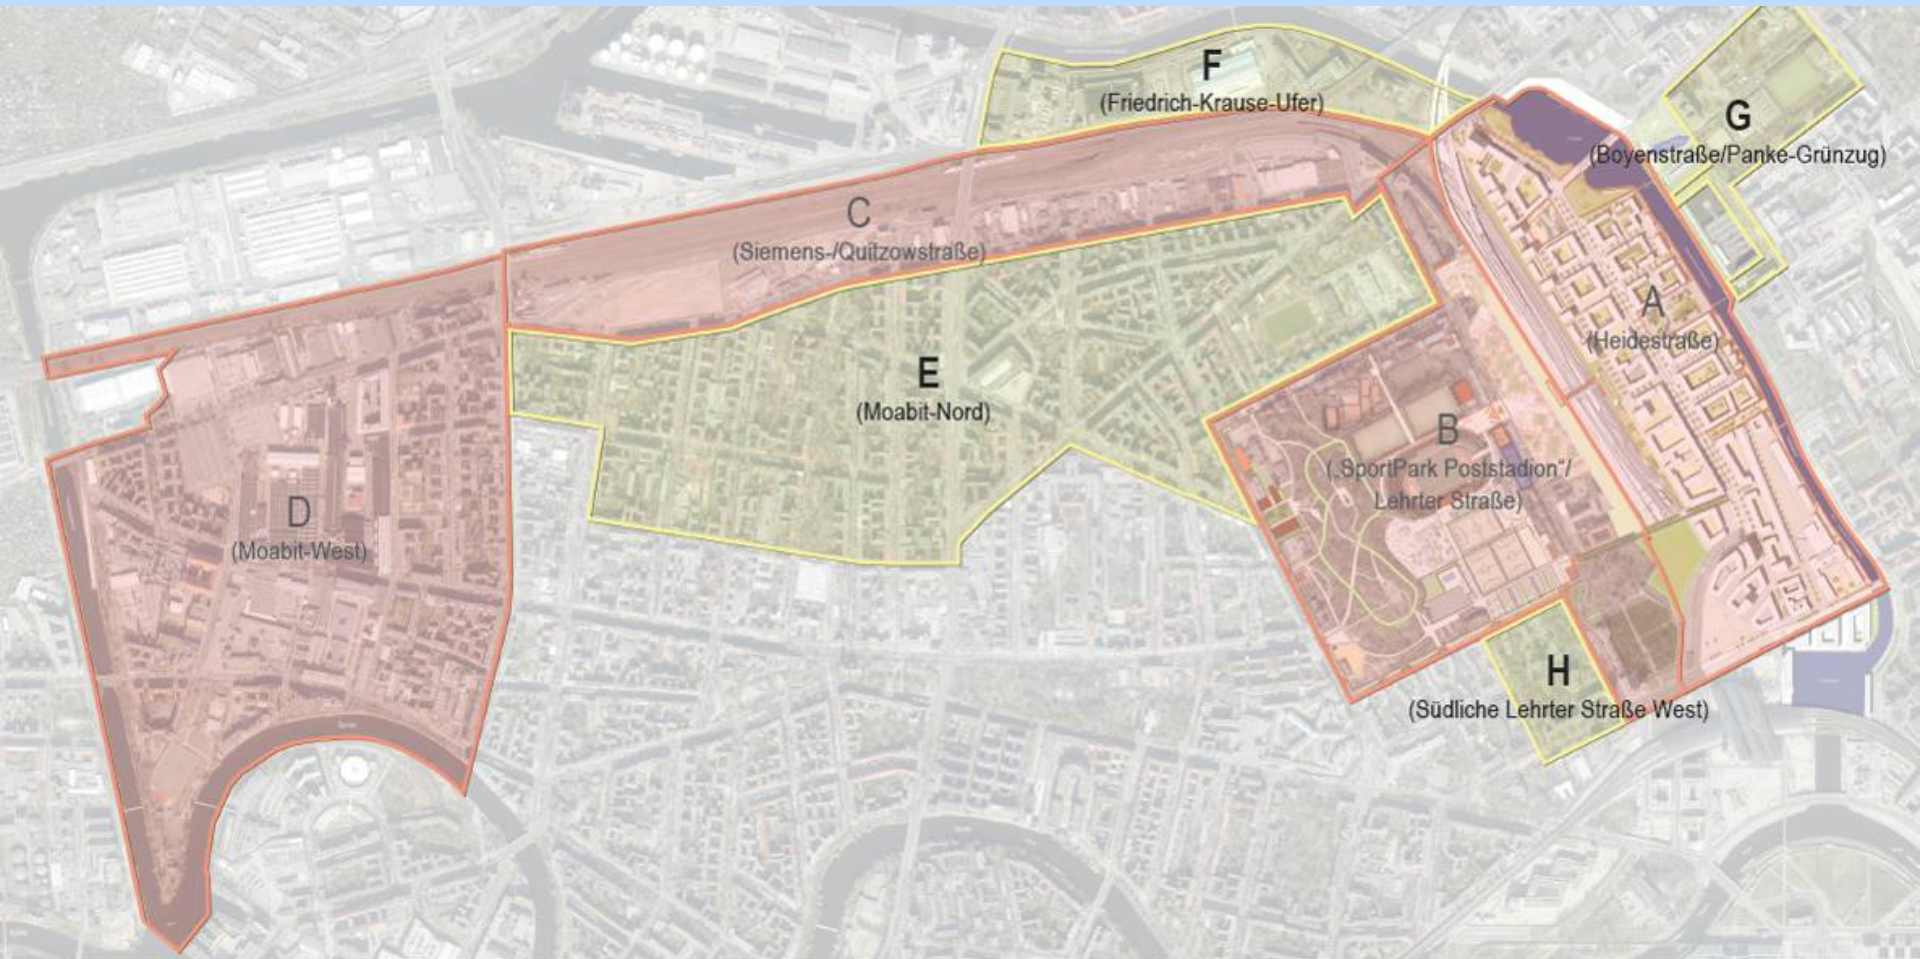 F
(Friedrich-Krause-Ufer)
G
(Boyenstraße/Panke-Grünzug)
C
(Siemens-/Quitzowstraße)
A
(Heidestraße)
E
(Moabit-Nord)
B
(„SportPark Poststadion“/
Lehrter Straße)
D
(Moabit-West)
H
(Südliche Lehrter Straße West)